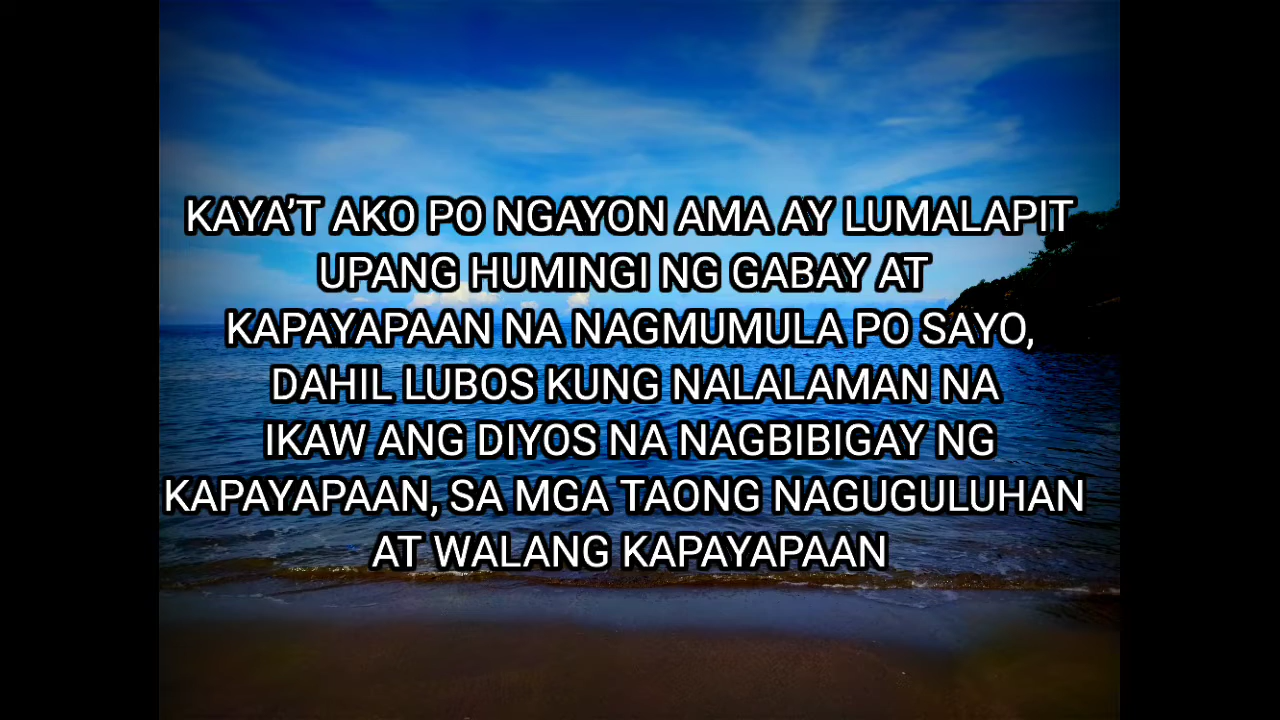 KAYA’T AKO PO NGAYON AMA AY LUMALAPIT
UPANG HUMINGI NG GABAY AT
KAPAYAPAAN NA NAGMUMULA PO SAYO,
DAHIL LUBOS KUNG NALALAMAN NA
IKAW ANG DIYOS NA NAGBIBIGAY NG
KAPAYAPAAN, SA MGA TAONG NAGUGULUHAN
AT WALANG KAPAYAPAAN